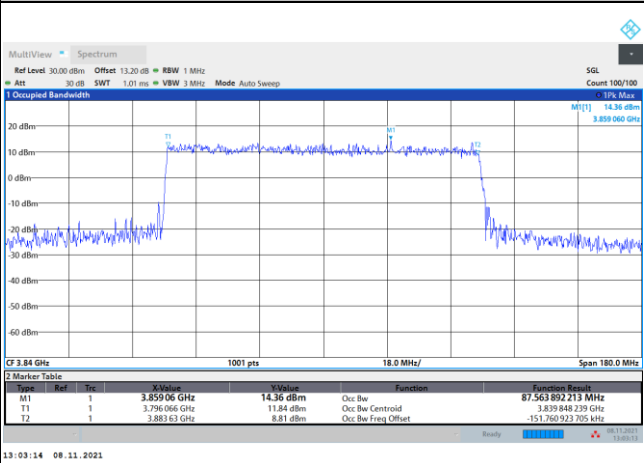 MultiView Spectrum
Ref Level 30.00 dBm Offset 13.20 dB RBW 1 MHz SGL
Att 30 dB SWT 1.01 ms VBW 3 MHz Mode Auto Sweep Count 100/100
1 Occupied Bandwidth 1Pk Max
M1[1] 14.36 dBm
3.859 060 GHz
20 dBm
T1
M1
T2
10 dBm
0 dBm
-10 dBm
-20 dBm
-30 dBm
-40 dBm
-50 dBm
-60 dBm
CF 3.84 GHz 1001 pts 18.0 MHz/ Span 180.0 MHz
2 Marker Table
Type Ref Trc X-Value Y-Value Function Function Result
M1 1 3.859 06 GHz 14.36 dBm Occ Bw 87.563 892 213 MHz
T1 1 3.796 066 GHz 11.84 dBm Occ Bw Centroid 3.839 848 239 GHz
T2 1 3.883 63 GHz 8.81 dBm Occ Bw Freq Offset -151.760 923 705 kHz
Ready 08.11.2021
13:03:13
13:03:14 08.11.2021